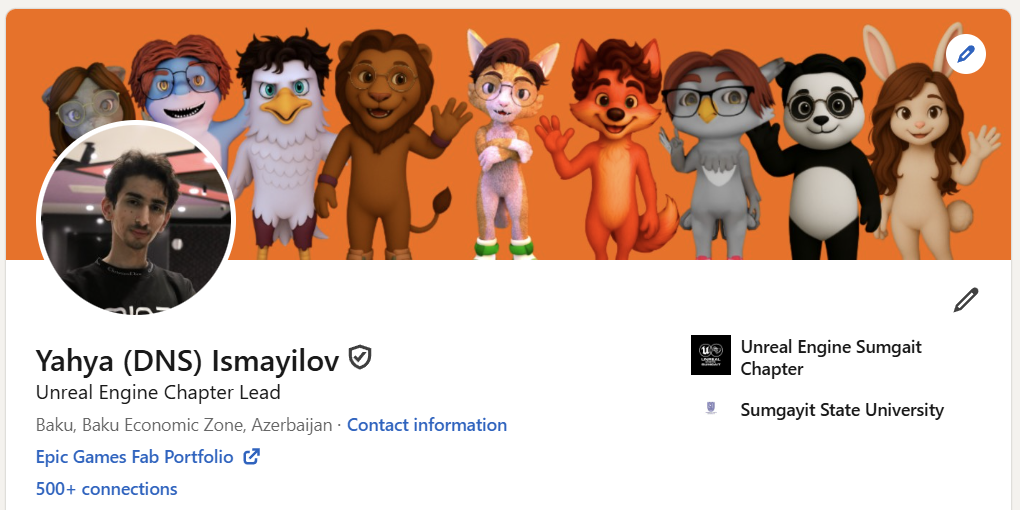 Yahya (DNS) Ismayilov
Unreal Engine Chapter Lead
Baku, Baku Economic Zone, Azerbaijan · Contact information
Epic Games Fab Portfolio
500+ connections
Unreal Engine Sumgait
Chapter
Sumgayit State University